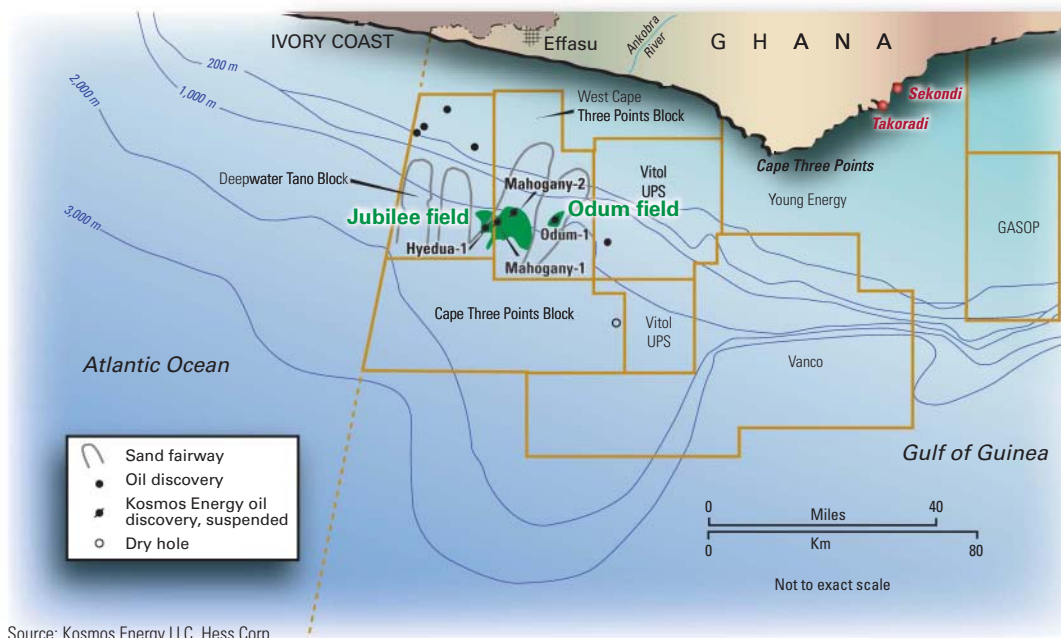 IVORY COAST
Effasu
Ankobra
River
G H A N A
200 m
1,000 m
2,000 m
3,000 m
West Cape
Three Points Block
Sekondi
Takoradi
Cape Three Points
Deepwater Tano Block
Mahogany-2
Vitol
UPS
Young Energy
Jubilee field
Odum field
GASOP
Hyedua-1
Odum-1
Mahogany-1
Cape Three Points Block
Vitol
UPS
Vanco
Atlantic Ocean
Gulf of Guinea
Sand fairway
Oil discovery
Kosmos Energy oil
discovery, suspended
Dry hole
0 40
Miles
Km
0 80
Not to exact scale
Source: Kosmos Energy LLC, Hess Corp.